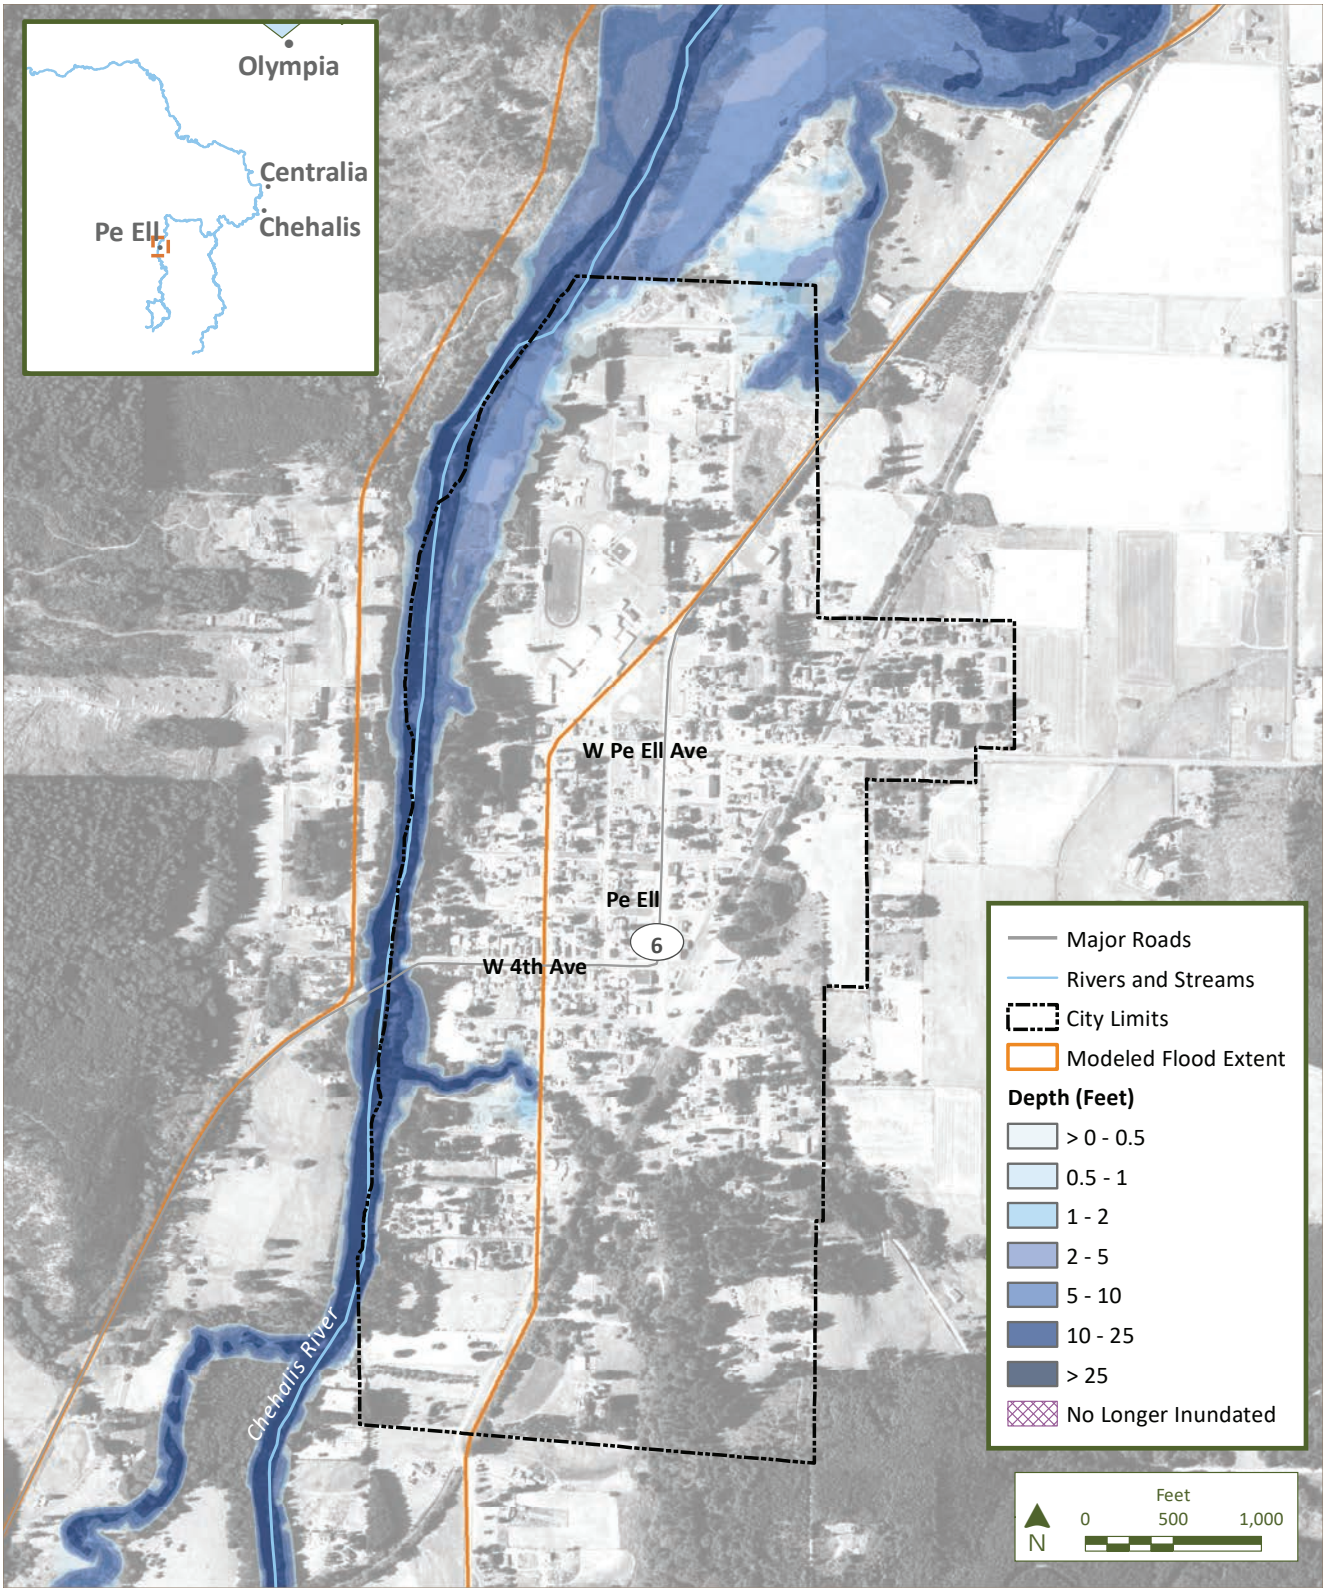 Olympia
Centralia
Chehalis
Pe Ell
W Pe Ell Ave
Pe Ell
6
W 4th Ave
Chehalis River
Major Roads
Rivers and Streams
City Limits
Modeled Flood Extent
Depth (Feet)
> 0 - 0.5
0.5 - 1
1 - 2
2 - 5
5 - 10
10 - 25
> 25
No Longer Inundated
Feet
0 500 1,000
N